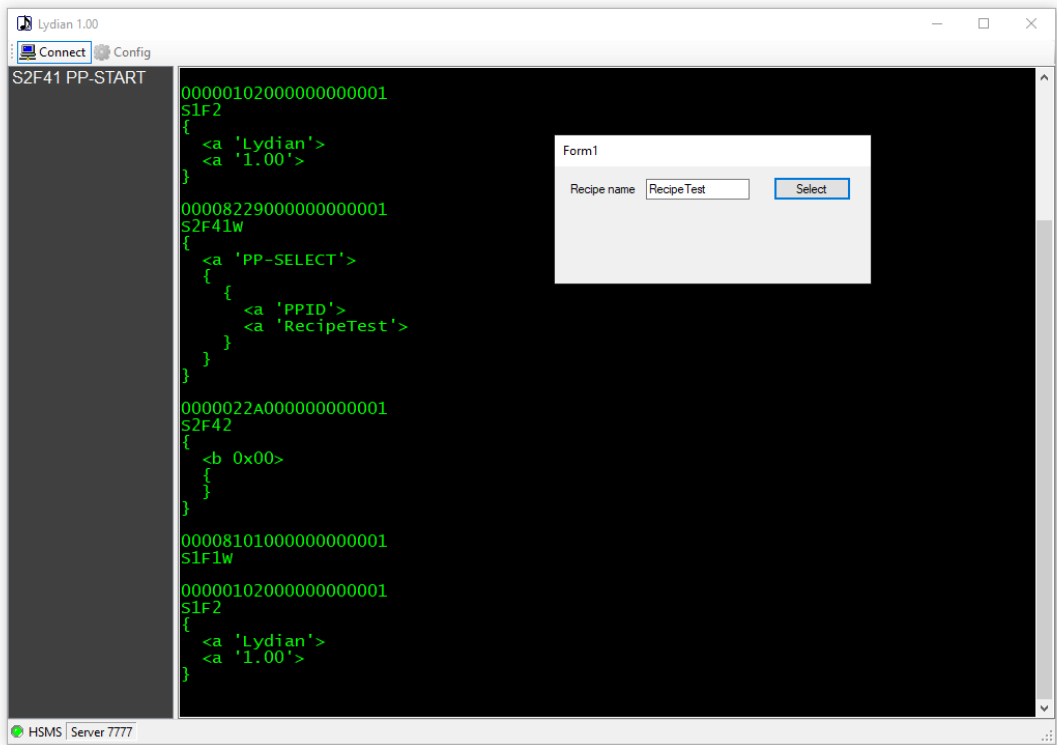 Lydian 1.00
Connect Config
S2F41 PP-START
000001020000000000001
S1F2
{
<a 'Lydian'>
<a '1.00'>
}
00008229000000000001
S2F41W
{
<a 'PP-SELECT'>
{
{
<a 'PPID'>
<a 'RecipeTest'>
}
}
}
0000022A000000000001
S2F42
{
<b 0x00>
{
}
}
00008101000000000001
S1F1W
00000102000000000001
S1F2
{
<a 'Lydian'>
<a '1.00'>
}
Form1
Recipe name RecipeTest Select
HSMS Server 7777